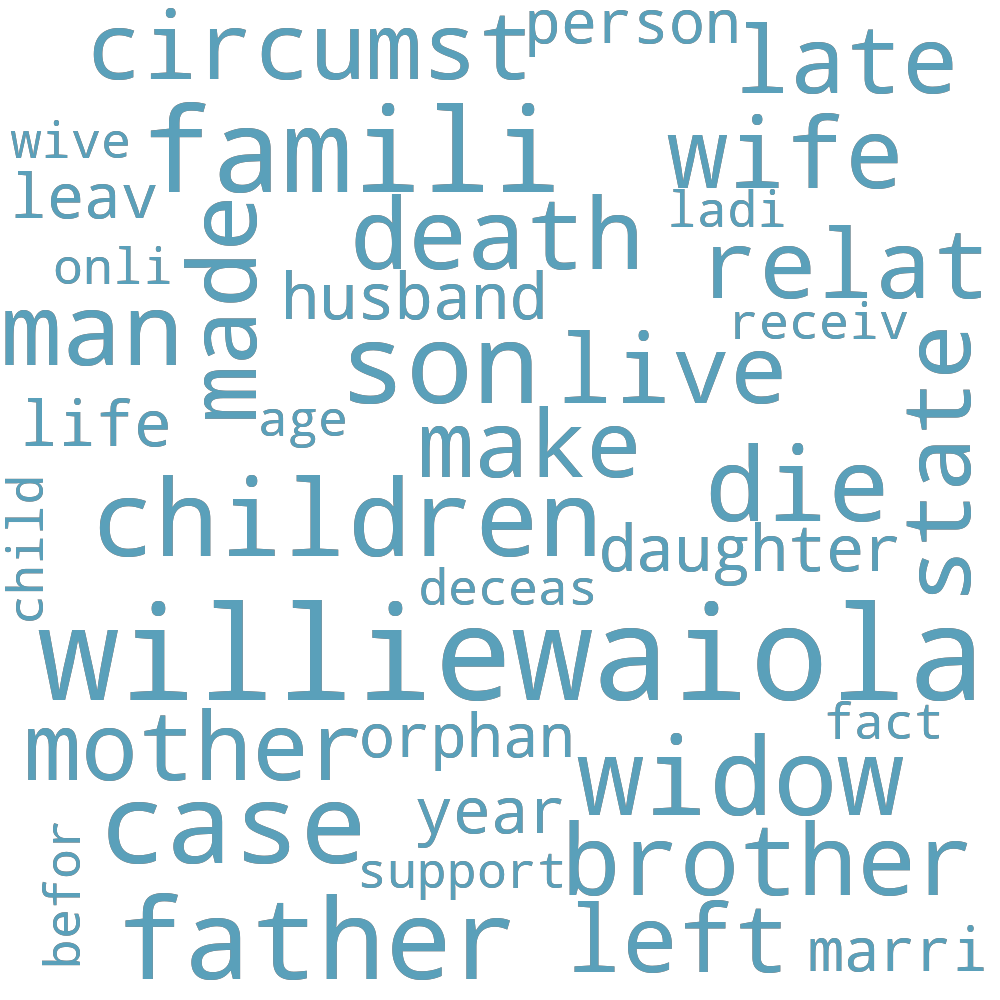 circumst
person
late
wive
famili
wife
leav
ladi
made
death
relat
onli
husband
receiv
man
son
live
state
life
age
make
die
child
children
daughter
deceas
williewaiola
mother
orphan
fact
widow
case
year
brother
befor
support
father
left
marri